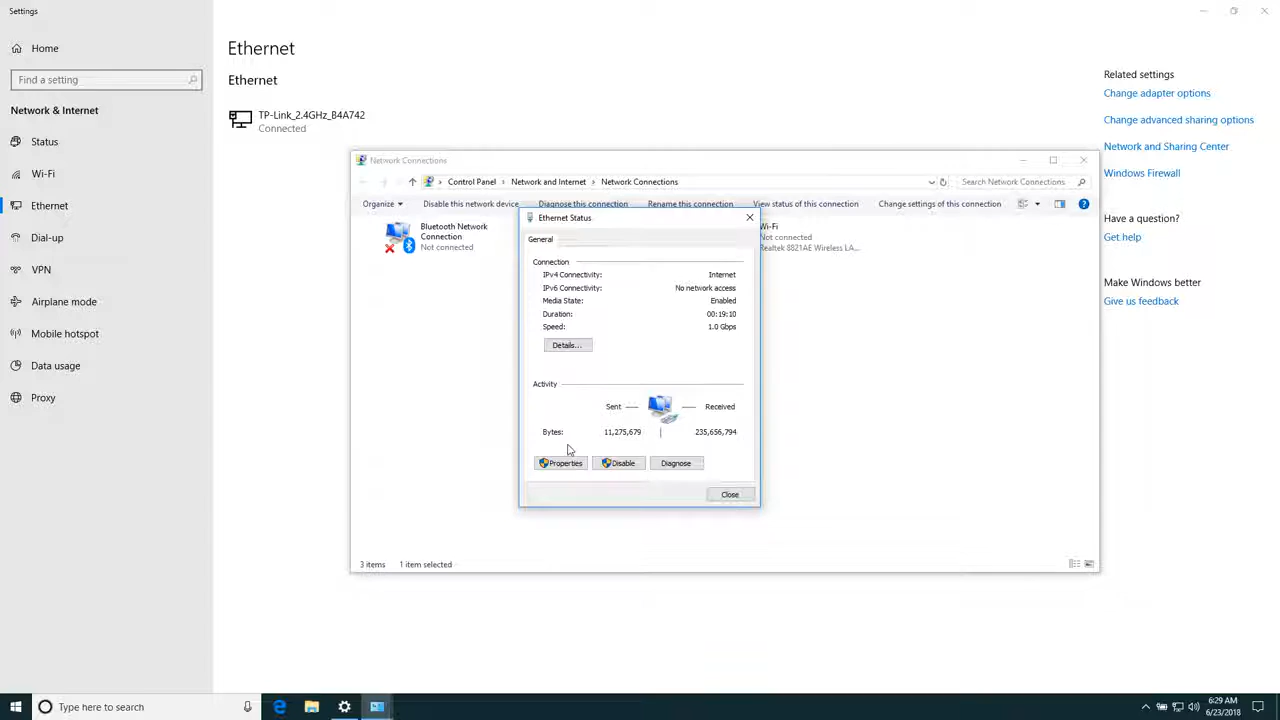 Settings
Home
Find a setting
Network & Internet
Status
Wi-Fi
Ethernet
Dial-up
VPN
Airplane mode
Mobile hotspot
Data usage
Proxy
Ethernet
Ethernet
TP-Link_2.4GHz_B4A742
Connected
Related settings
Change adapter options
Change advanced sharing options
Network and Sharing Center
Windows Firewall
Have a question?
Get help
Make Windows better
Give us feedback
Network Connections
Control Panel > Network and Internet > Network Connections
Search Network Connections
Organize Disable this network device Diagnose this connection Rename this connection View status of this connection Change settings of this connection
Bluetooth Network
Connection
Not connected
Wi-Fi
Not connected
Realtek 8821AE Wireless LA...
Ethernet Status
General
Connection
IPv4 Connectivity: Internet
IPv6 Connectivity: No network access
Media State: Enabled
Duration: 00:19:10
Speed: 1.0 Gbps
Details...
Activity
Sent Received
Bytes: 11,275,679 235,656,794
Properties Disable Diagnose
Close
3 items 1 item selected
Type here to search
6:29 AM
6/23/2018